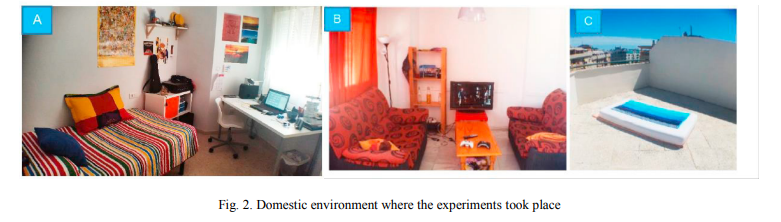 A
B
C
Fig. 2. Domestic environment where the experiments took place